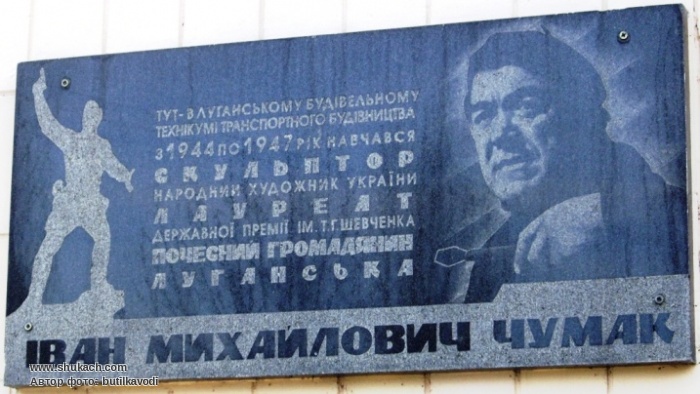 ТУТ-В ЛУГАНСЬКОМУ БУДІВЕЛЬНОМУ
ТЕХНІКУМІ ТРАНСПОРТНОГО БУДІВНИЦТВА
З 1944 ПО 1947 РІК НАВЧАВСЯ
СКУЛЬПТОР
НАРОДНИЙ ХУДОЖНИК УКРАЇНИ
ЛАУРЕАТ
ДЕРЖАВНОЇ ПРЕМІЇ ІМ. Т.Г. ШЕВЧЕНКА
ПОЧЕСНИЙ ГРОМАДЯНИН
ЛУГАНСЬКА
ІВАН МИХАЙЛОВИЧ ЧУМАК
www.shukach.com
Автор фото: butilkavodi